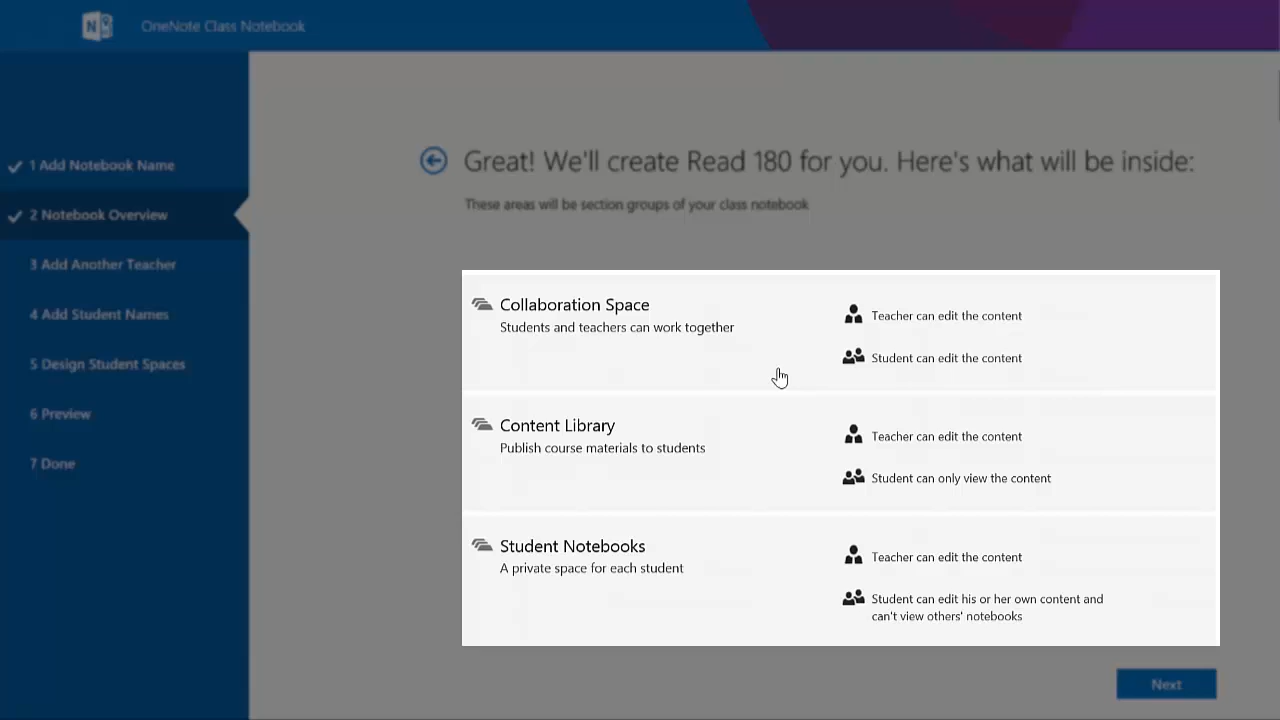 OneNote Class Notebook
1 Add Notebook Name
2 Notebook Overview
3 Add Another Teacher
4 Add Student Names
5 Design Student Spaces
6 Preview
7 Done
Great! We'll create Read 180 for you. Here's what will be inside:
These areas will be section groups of your class notebook
Collaboration Space
Students and teachers can work together
Teacher can edit the content
Student can edit the content
Content Library
Publish course materials to students
Teacher can edit the content
Student can only view the content
Student Notebooks
A private space for each student
Teacher can edit the content
Student can edit his or her own content and
can't view others' notebooks
Next